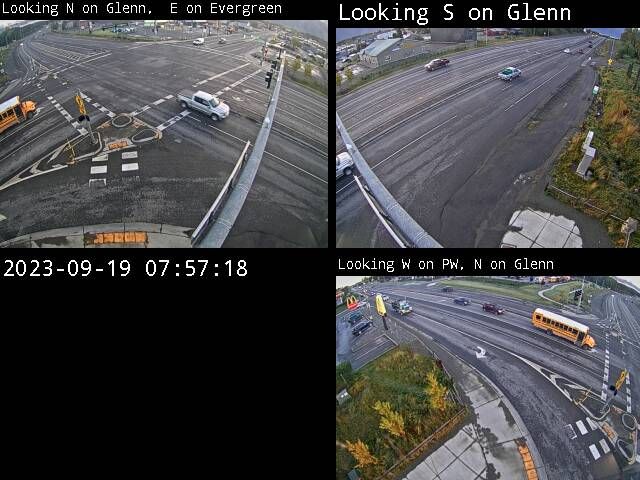 Looking N on Glenn,  E on Evergreen
Looking S on Glenn
2023-09-19 07:57:18
Looking W on PW, N on Glenn